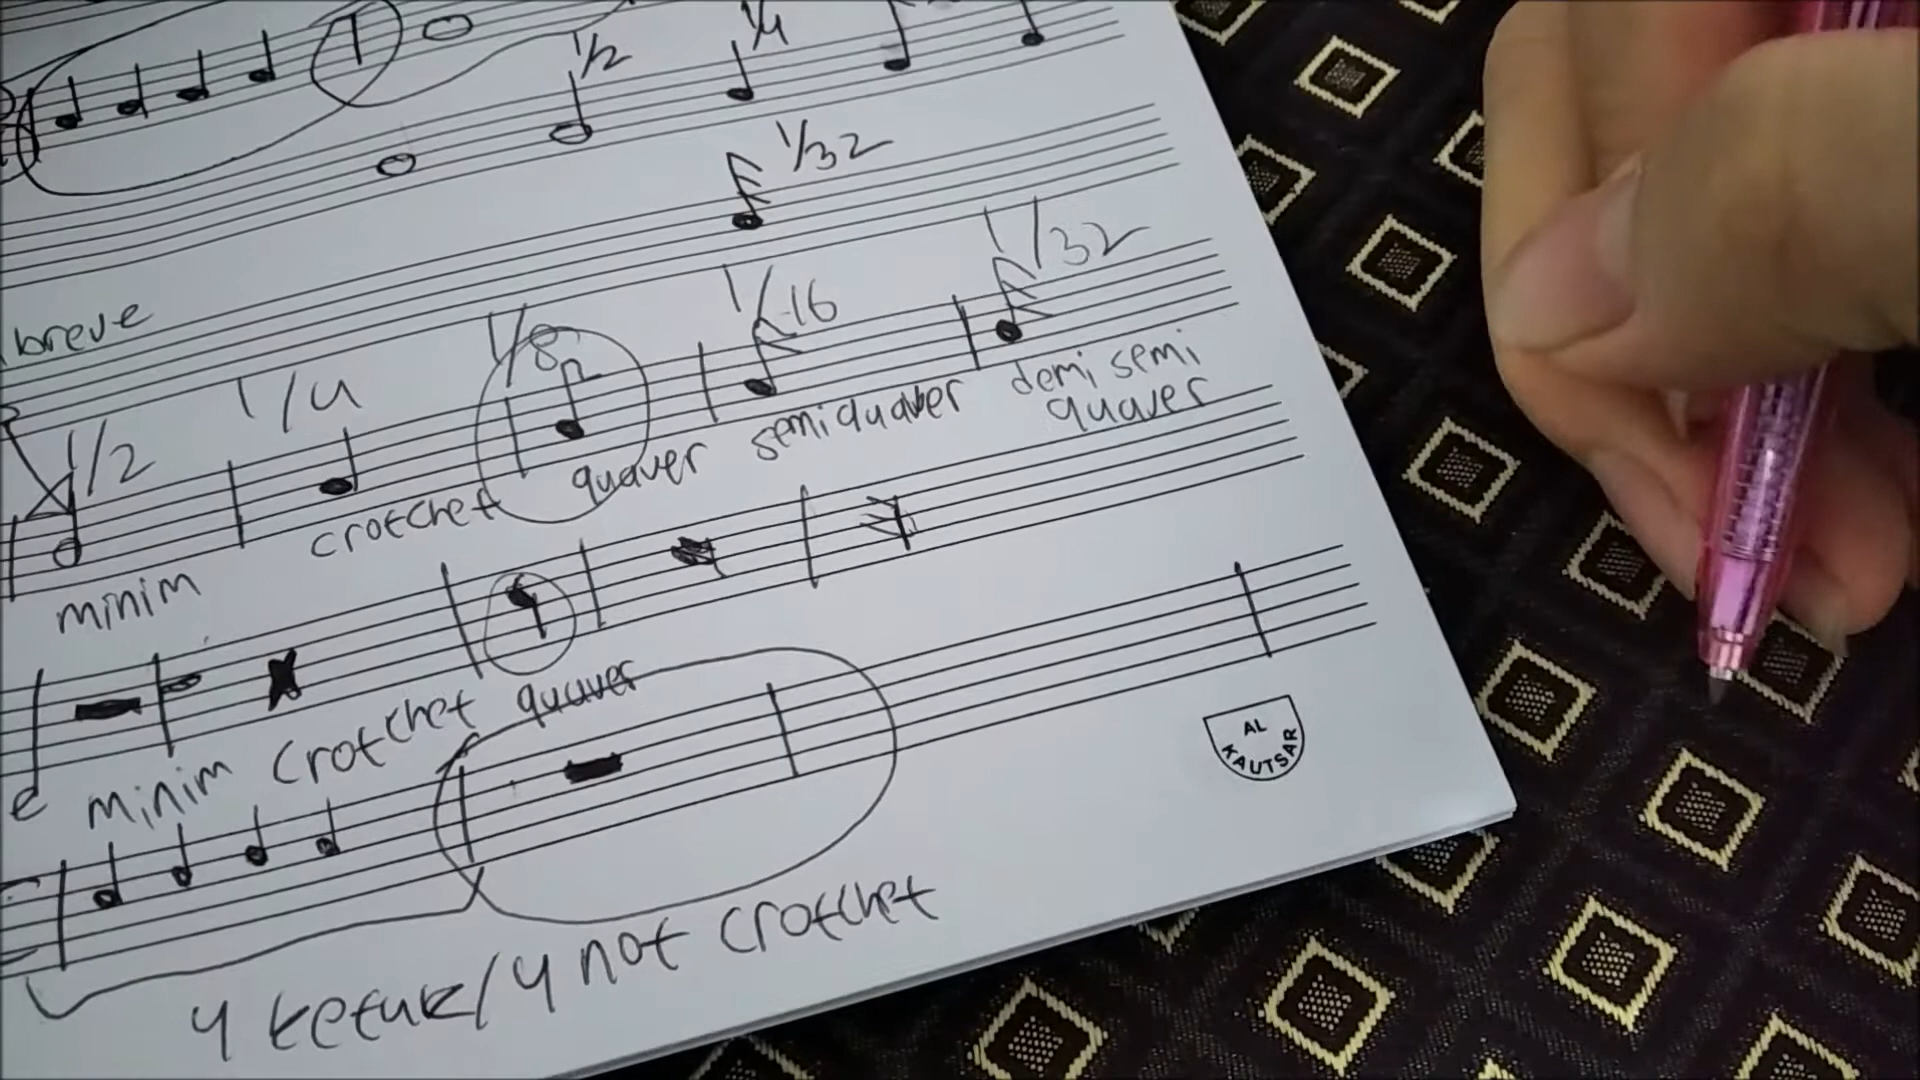 1/2 1/4
1/32
breve
1/2 1/4 1/8 1/16 1/32
minim crotchet quaver semiquaver demi semi
quaver
e minim crotchet quaver
4 ketuk/4 not crotchet
AL
KAUTSAR